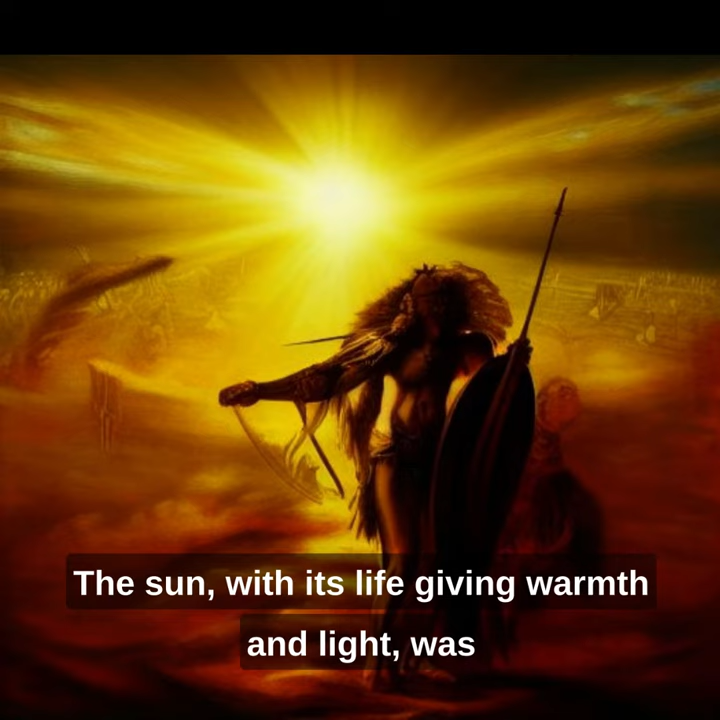 The sun, with its life giving warmth
and light, was